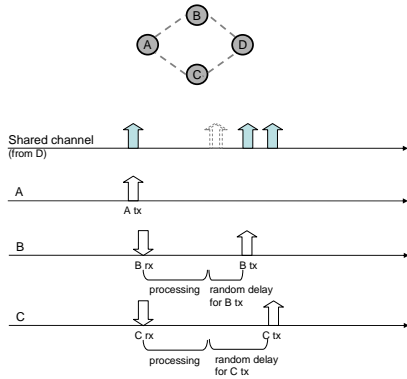 B
A
D
C
Shared channel
(from D)
A
A tx
B
B rx
B tx
processing
random delay
for B tx
C
C rx
C tx
processing
random delay
for C tx